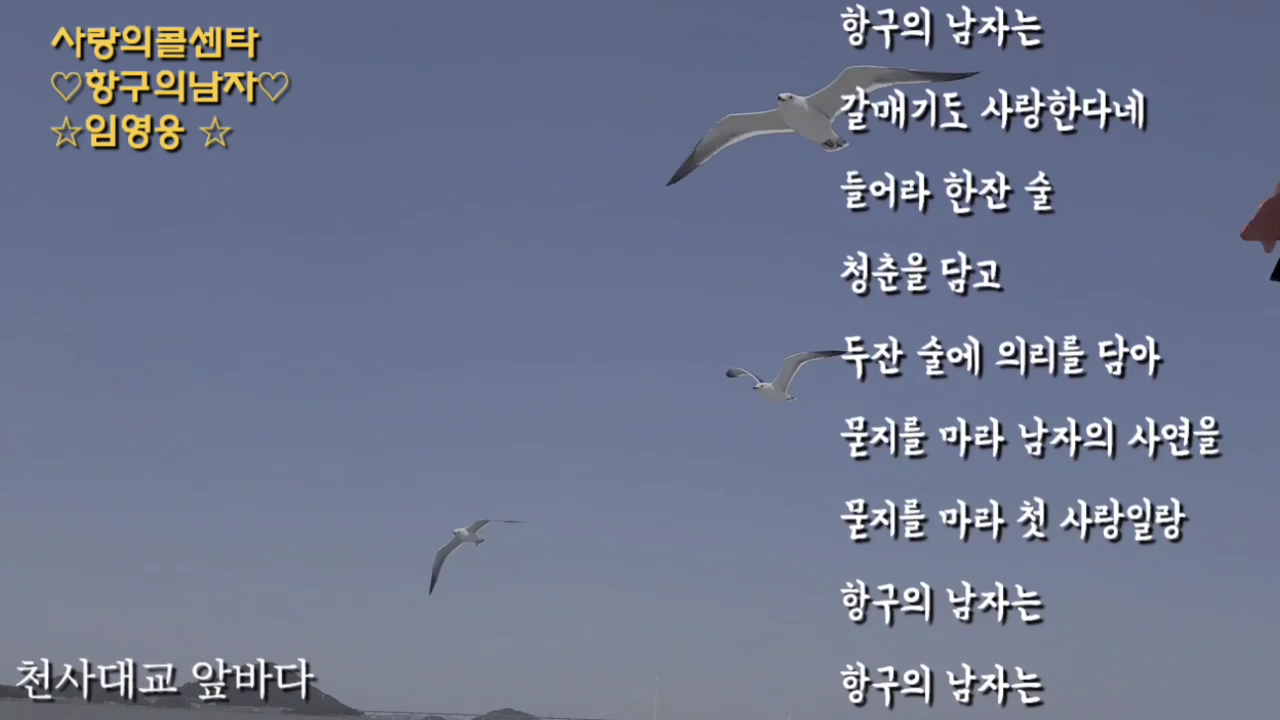 사랑의콜센타
♡항구의남자♡
☆임영웅 ☆
항구의 남자는
갈매기도 사랑한다네
들어라 한잔 술
청춘을 담고
두잔 술에 의리를 담아
묻지를 마라 남자의 사연을
묻지를 마라 첫 사랑일랑
항구의 남자는
항구의 남자는
천사대교 앞바다